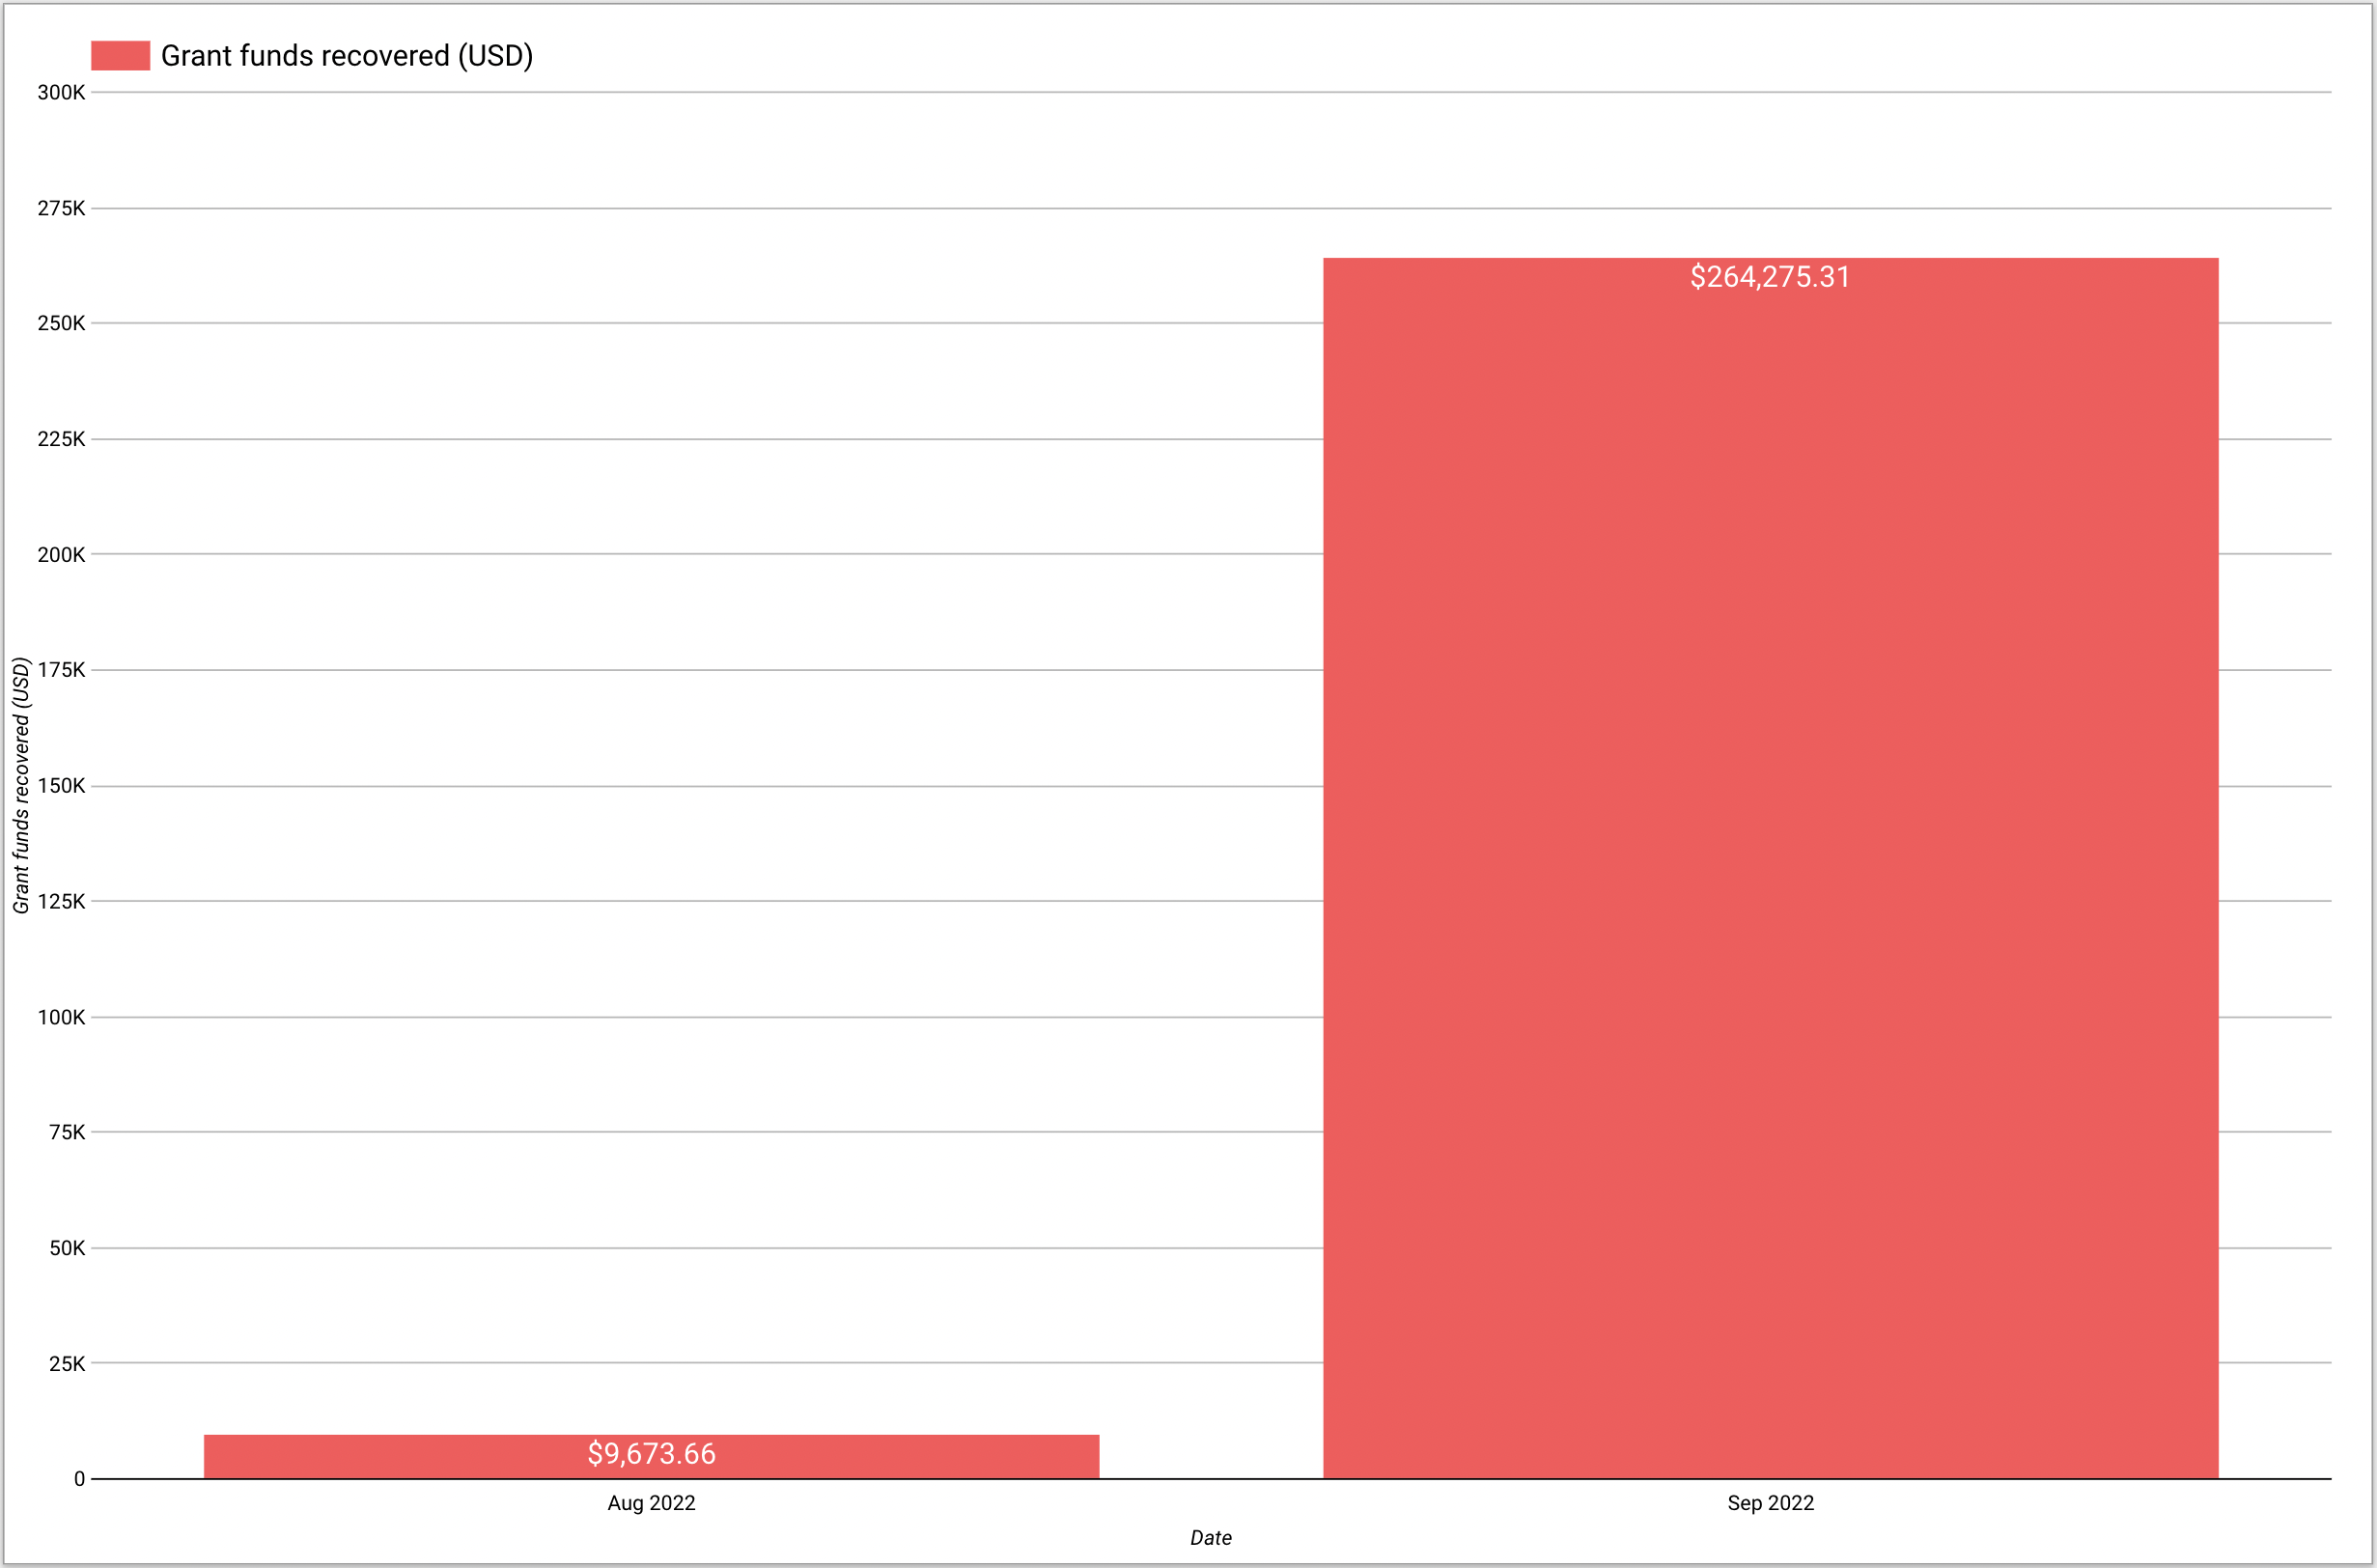 Grant funds recovered (USD)
300K
275K
250K
225K
200K
175K
150K
125K
100K
75K
50K
25K
0
Grant funds recovered (USD)
$9,673.66
$264,275.31
Aug 2022
Sep 2022
Date